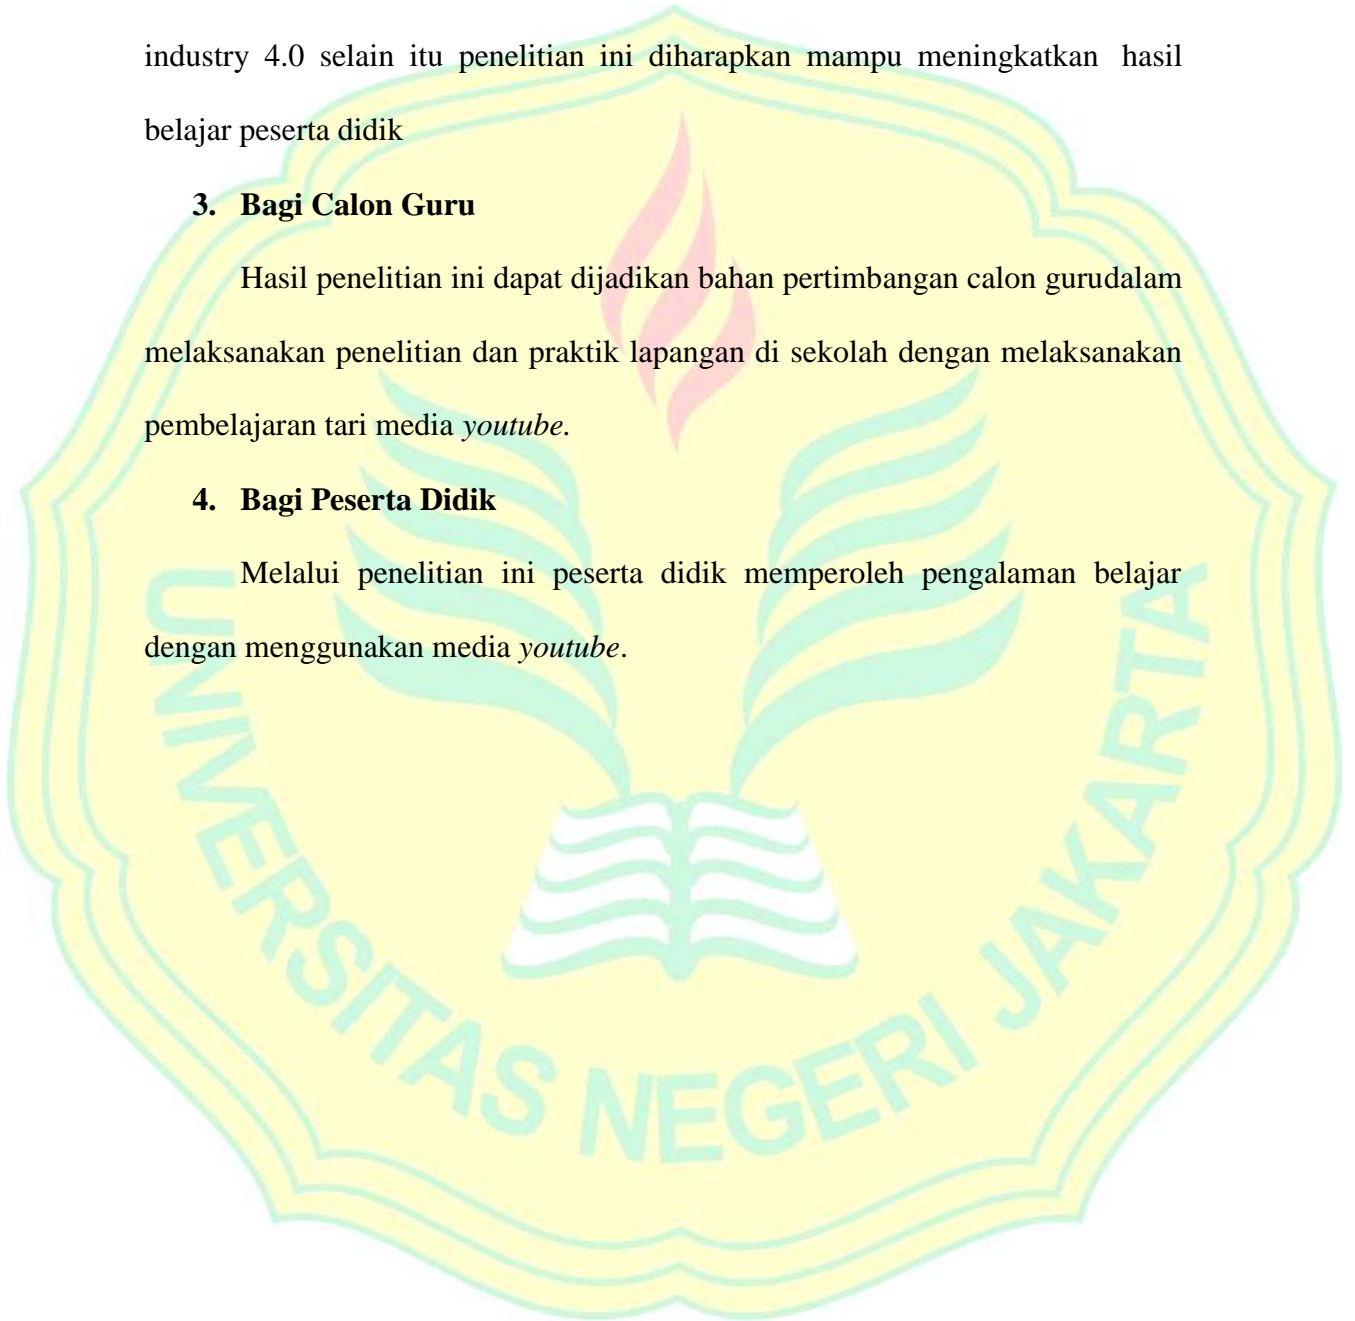 industry 4.0 selain itu penelitian ini diharapkan mampu meningkatkan hasil
belajar peserta didik
3. Bagi Calon Guru
Hasil penelitian ini dapat dijadikan bahan pertimbangan calon gurudalam
melaksanakan penelitian dan praktik lapangan di sekolah dengan melaksanakan
pembelajaran tari media youtube.
4. Bagi Peserta Didik
Melalui penelitian ini peserta didik memperoleh pengalaman belajar
dengan menggunakan media youtube.
UNIVERSITAS NEGERI JAKARTA